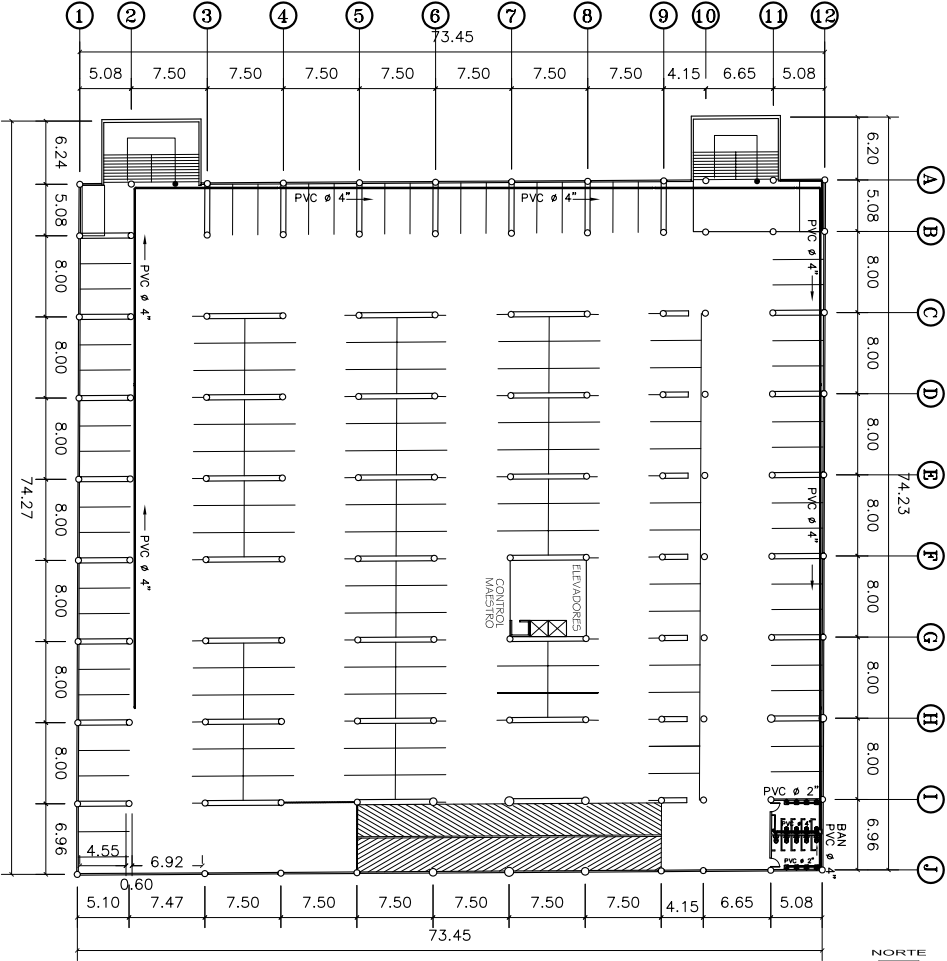 1 2 3 4 5 6 7 8 9 10 11 12
73.45
5.08 7.50 7.50 7.50 7.50 7.50 7.50 7.50 4.15 6.65 5.08
6.24
5.08
8.00
8.00
8.00
8.00
8.00
8.00
8.00
6.96
74.27
6.20
5.08
8.00
8.00
8.00
8.00
8.00
8.00
8.00
6.96
74.23
A
B
C
D
E
F
G
H
I
J
PVC ø 4"
PVC ø 4"
PVC ø 4"
PVC ø 4"
PVC ø 4"
PVC ø 4"
ELEVADORES
CONTROL
MAESTRO
PVC ø 2"
PVC ø 4"
BAN
PVC ø 4"
PVC ø 2"
4.55
6.92
0.60
5.10 7.47 7.50 7.50 7.50 7.50 7.50 7.50 4.15 6.65 5.08
73.45
NORTE